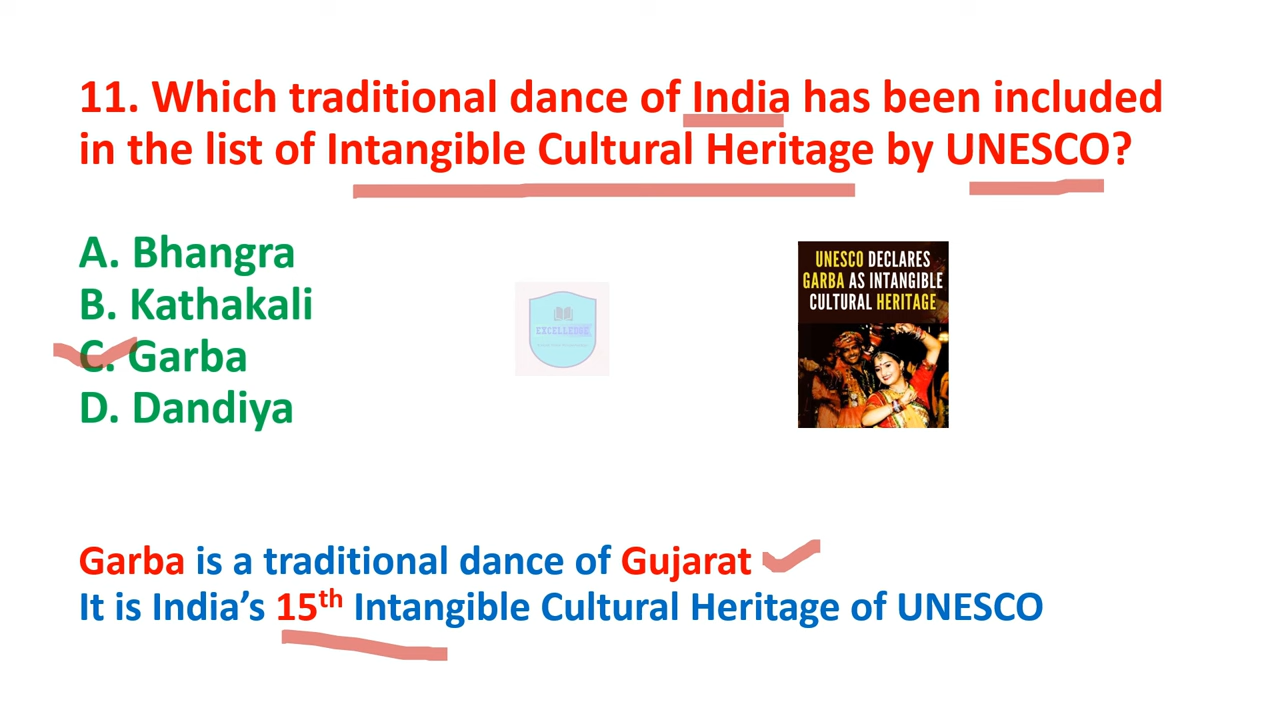 11. Which traditional dance of India has been included
in the list of Intangible Cultural Heritage by UNESCO?
A. Bhangra
B. Kathakali
C. Garba
D. Dandiya
UNESCO DECLARES
GARBA AS INTANGIBLE
CULTURAL HERITAGE
Garba is a traditional dance of Gujarat
It is India's 15th Intangible Cultural Heritage of UNESCO